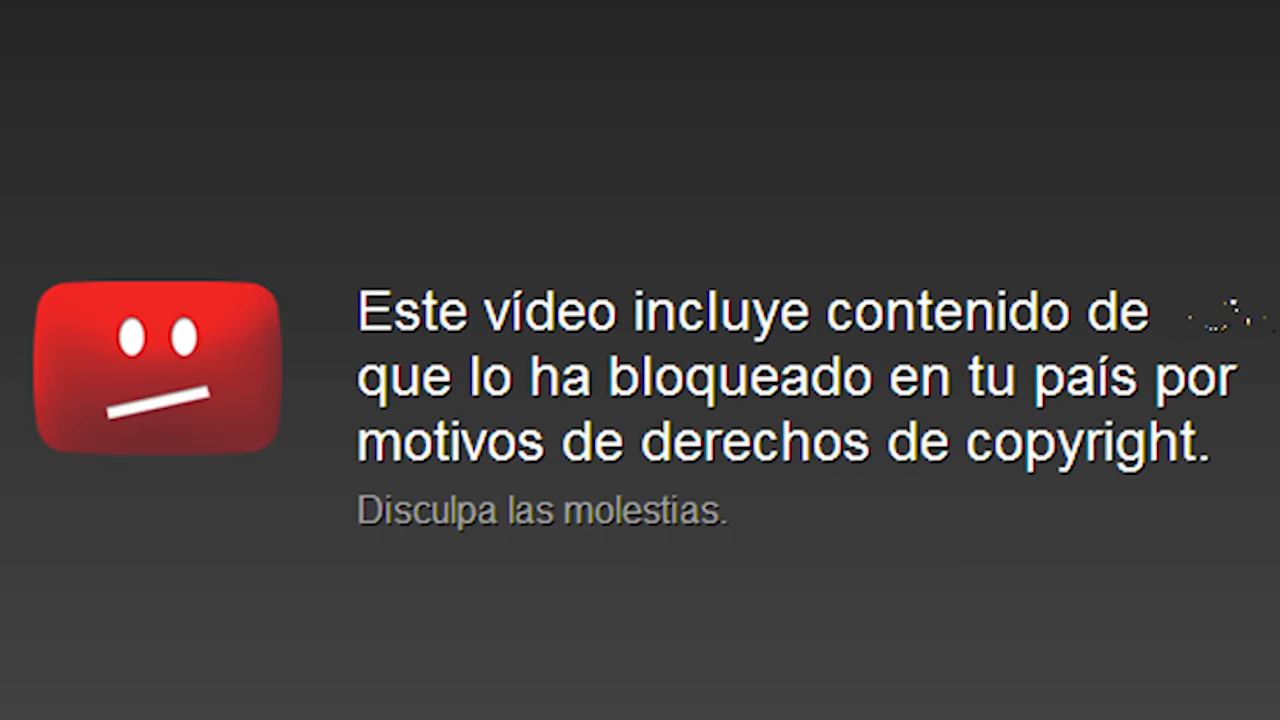 Este vídeo incluye contenido de
que lo ha bloqueado en tu país por
motivos de derechos de copyright.
Disculpa las molestias.